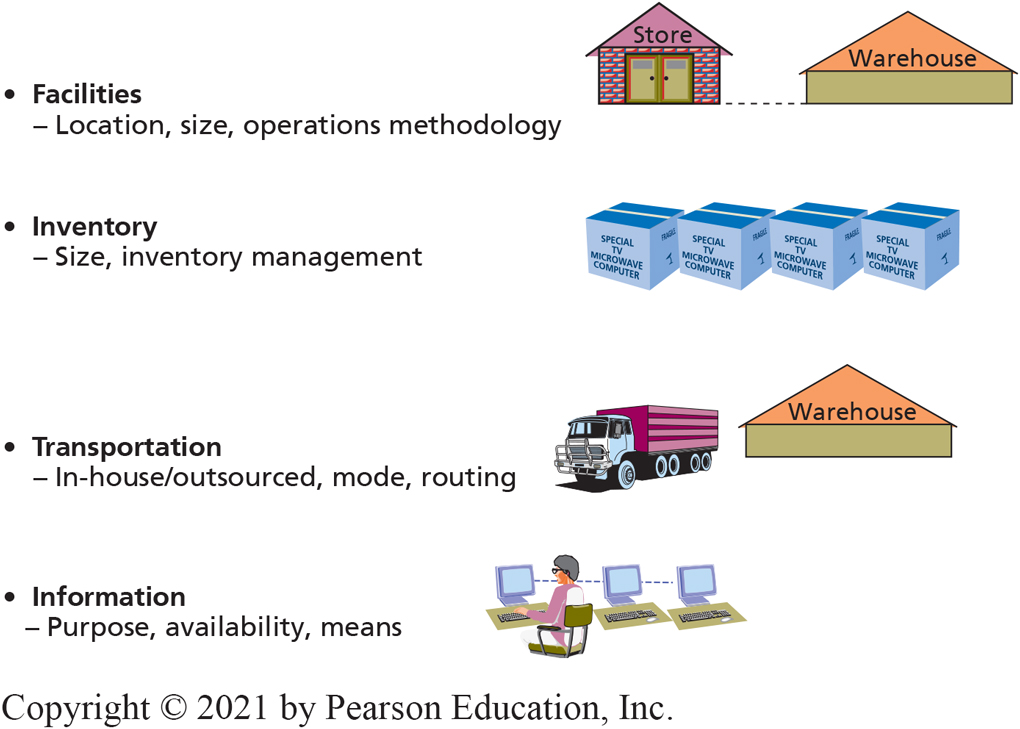 Store
Warehouse
• Facilities
– Location, size, operations methodology
• Inventory
– Size, inventory management
SPECIAL
TV
MICROWAVE
COMPUTER
FRAGILE
SPECIAL
TV
MICROWAVE
COMPUTER
FRAGILE
SPECIAL
TV
MICROWAVE
COMPUTER
FRAGILE
SPECIAL
TV
MICROWAVE
COMPUTER
FRAGILE
Warehouse
• Transportation
– In-house/outsourced, mode, routing
• Information
– Purpose, availability, means
Copyright © 2021 by Pearson Education, Inc.